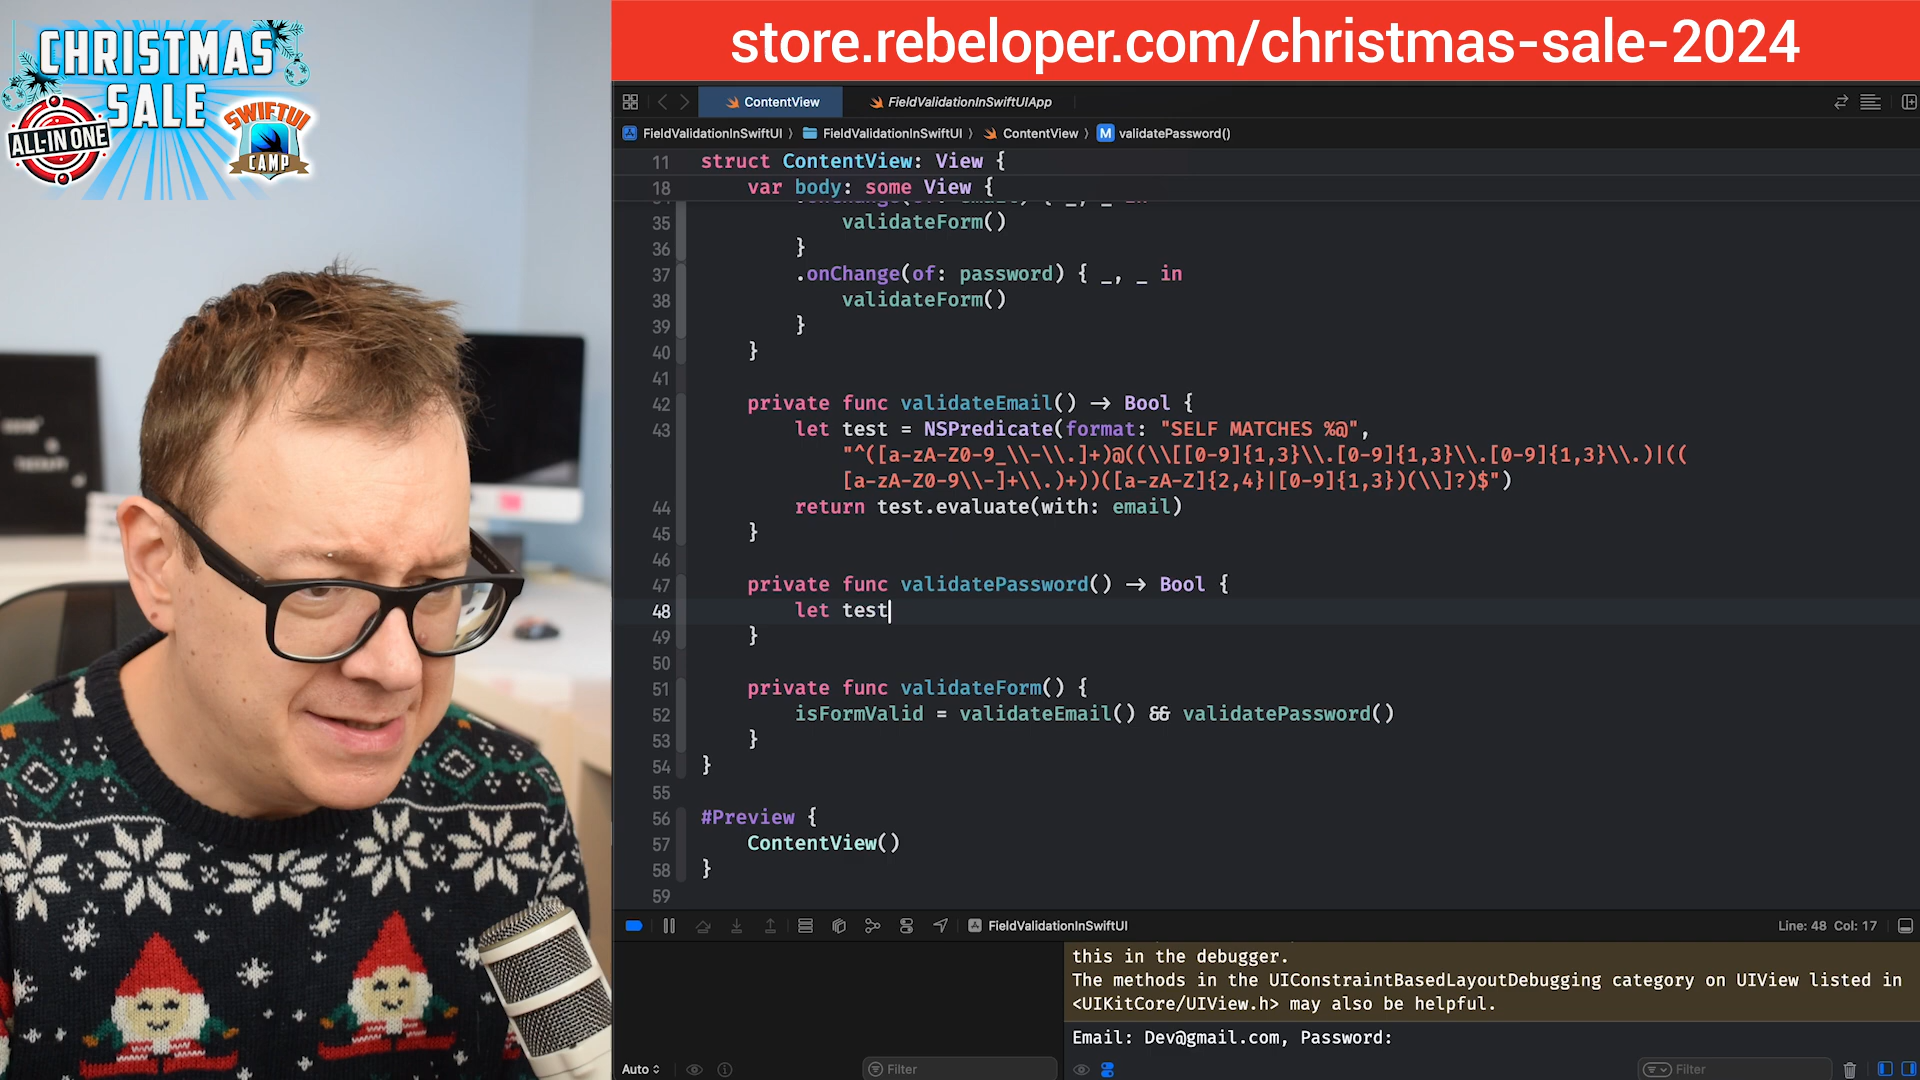 CHRISTMAS
SALE
ALL-IN ONE
SWIFTUI
CAMP
store.rebeloper.com/christmas-sale-2024
ContentView
FieldValidationInSwiftUIApp
FieldValidationInSwiftUI 〉 FieldValidationInSwiftUI 〉 ContentView 〉 M validatePassword()
11 struct ContentView: View {
18 var body: some View {
35 validateForm()
36 }
37 .onChange(of: password) { _, _ in
38 validateForm()
39 }
40 }
41
42 private func validateEmail() -> Bool {
43 let test = NSPredicate(format: "SELF MATCHES %@",
"^([a-zA-Z0-9_\\-\\.]+)@((\\[[0-9]{1,3}\\.[0-9]{1,3}\\.[0-9]{1,3}\\.)|((
[a-zA-Z0-9\\-]+\\.)+))([a-zA-Z]{2,4}|[0-9]{1,3})(\\]?)$")
44 return test.evaluate(with: email)
45 }
46
47 private func validatePassword() -> Bool {
48 let test
49 }
50
51 private func validateForm() {
52 isFormValid = validateEmail() && validatePassword()
53 }
54 }
55
56 #Preview {
57 ContentView()
58 }
59
FieldValidationInSwiftUI
Line: 48 Col: 17
this in the debugger.
The methods in the UIConstraintBasedLayoutDebugging category on UIView listed in
<UIKitCore/UIView.h> may also be helpful.
Email: Dev@gmail.com, Password:
Auto
Filter
Filter